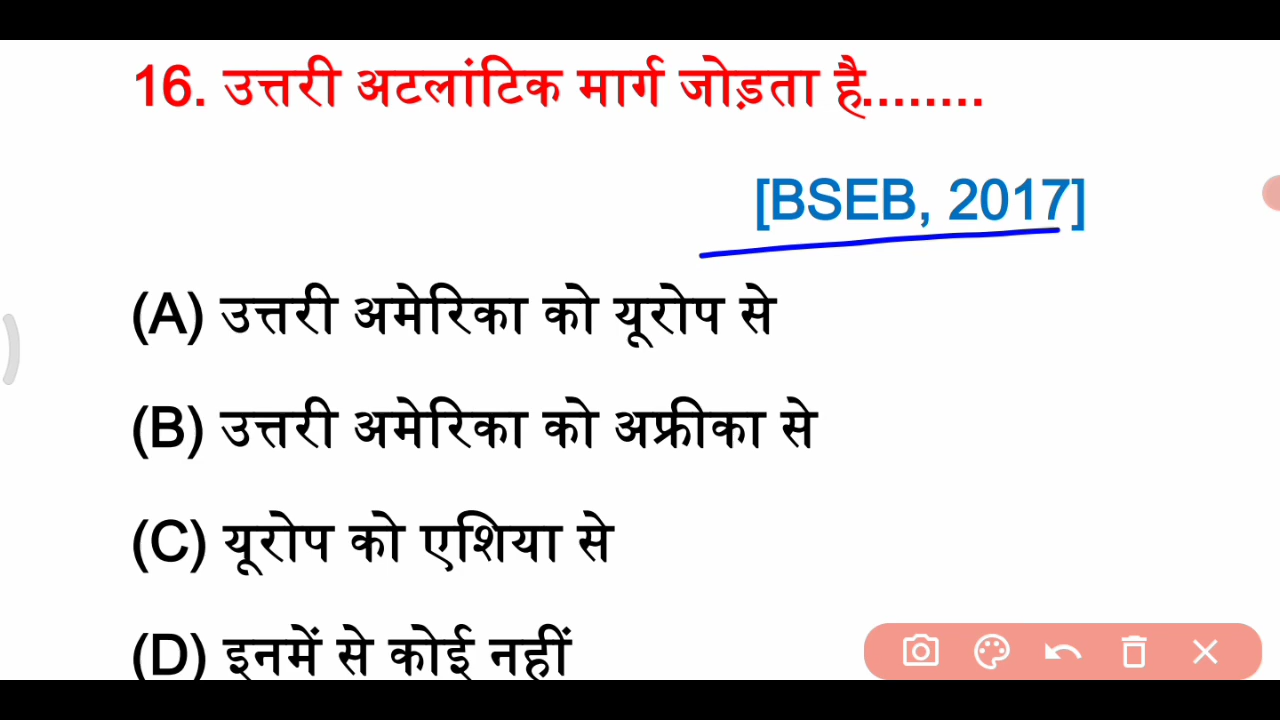 16. उत्तरी अटलांटिक मार्ग जोड़ता है........
[BSEB, 2017]
(A) उत्तरी अमेरिका को यूरोप से
(B) उत्तरी अमेरिका को अफ्रीका से
(C) यूरोप को एशिया से
(D) इनमें से कोई नहीं